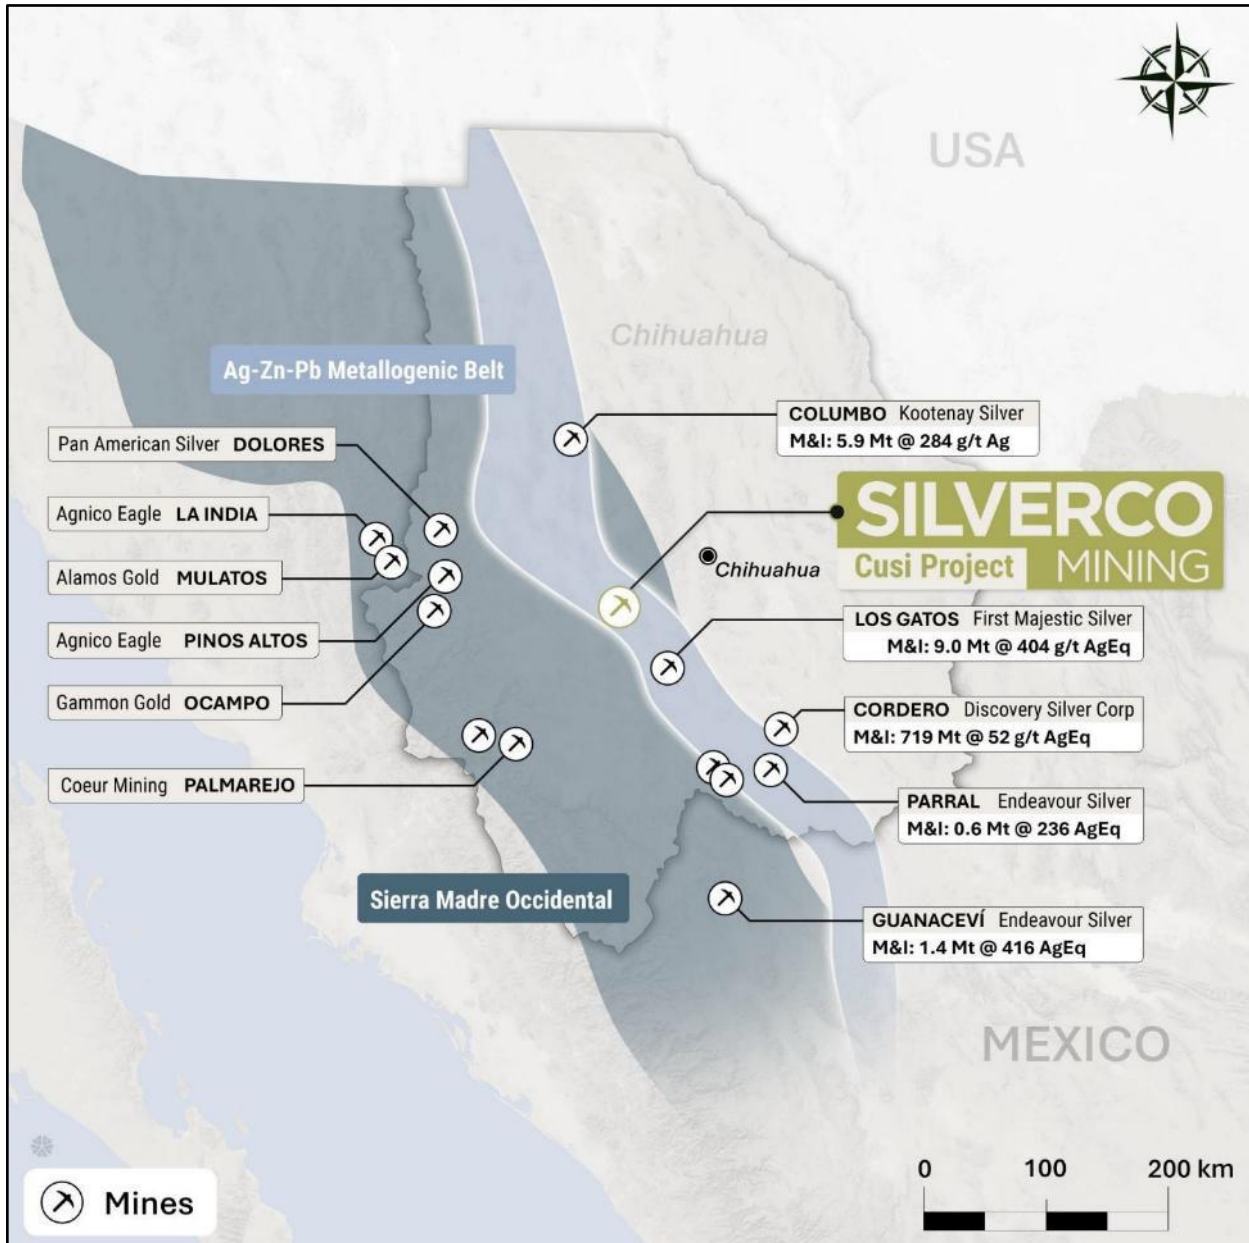 USA
Chihuahua
Ag-Zn-Pb Metallogenic Belt
Pan American Silver DOLORES
Agnico Eagle LA INDIA
Alamos Gold MULATOS
Agnico Eagle PINOS ALTOS
Gammon Gold OCAMPO
Coeur Mining PALMAREJO
Sierra Madre Occidental
COLUMBO Kootenay Silver
M&I: 5.9 Mt @ 284 g/t Ag
SILVERCO
Cusi Project MINING
Chihuahua
LOS GATOS First Majestic Silver
M&I: 9.0 Mt @ 404 g/t AgEq
CORDERO Discovery Silver Corp
M&I: 719 Mt @ 52 g/t AgEq
PARRAL Endeavour Silver
M&I: 0.6 Mt @ 236 AgEq
GUANACEVÍ Endeavour Silver
M&I: 1.4 Mt @ 416 AgEq
MEXICO
0 100 200 km
Mines